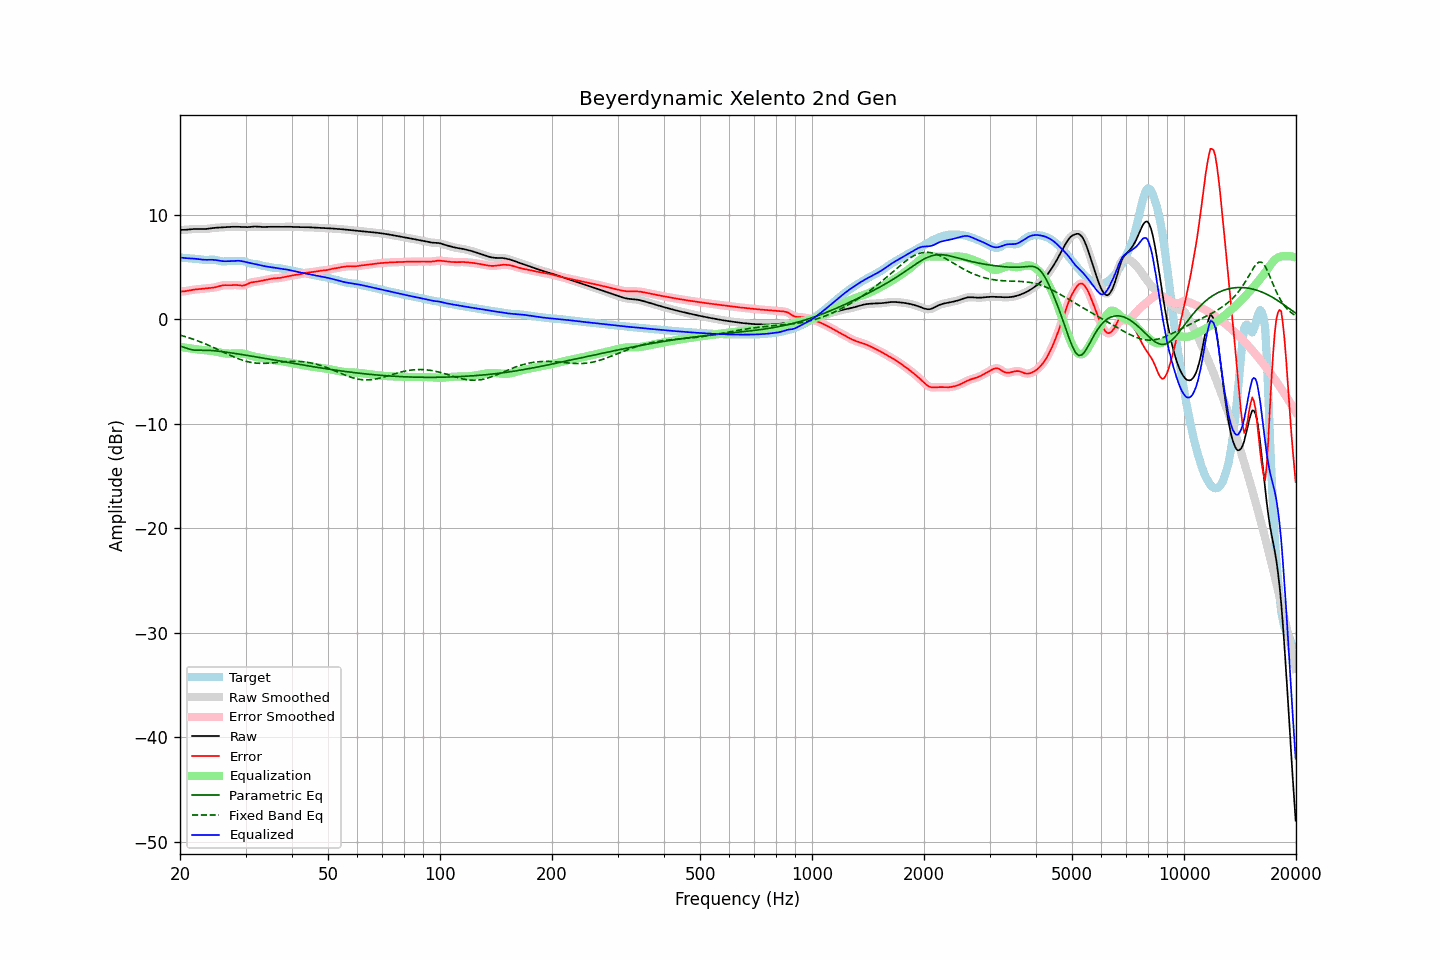 Beyerdynamic Xelento 2nd Gen
Amplitude (dBr)
10
0
−10
−20
−30
−40
−50
Target
Raw Smoothed
Error Smoothed
Raw
Error
Equalization
Parametric Eq
Fixed Band Eq
Equalized
20
50
100
200
500
1000
2000
5000
10000
20000
Frequency (Hz)